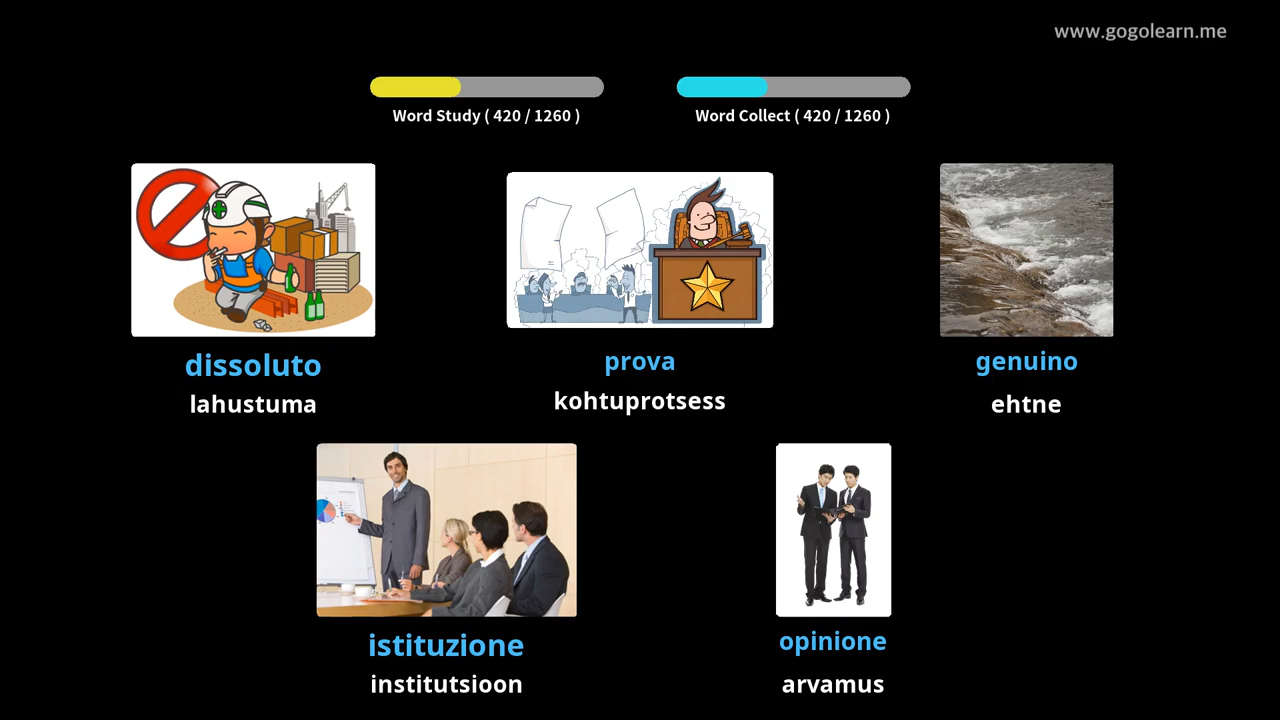 www.gogolearn.me
Word Study ( 420 / 1260 )
Word Collect ( 420 / 1260 )
dissoluto
lahustuma
prova
kohtuprotsess
genuino
ehtne
istituzione
institutsioon
opinione
arvamus